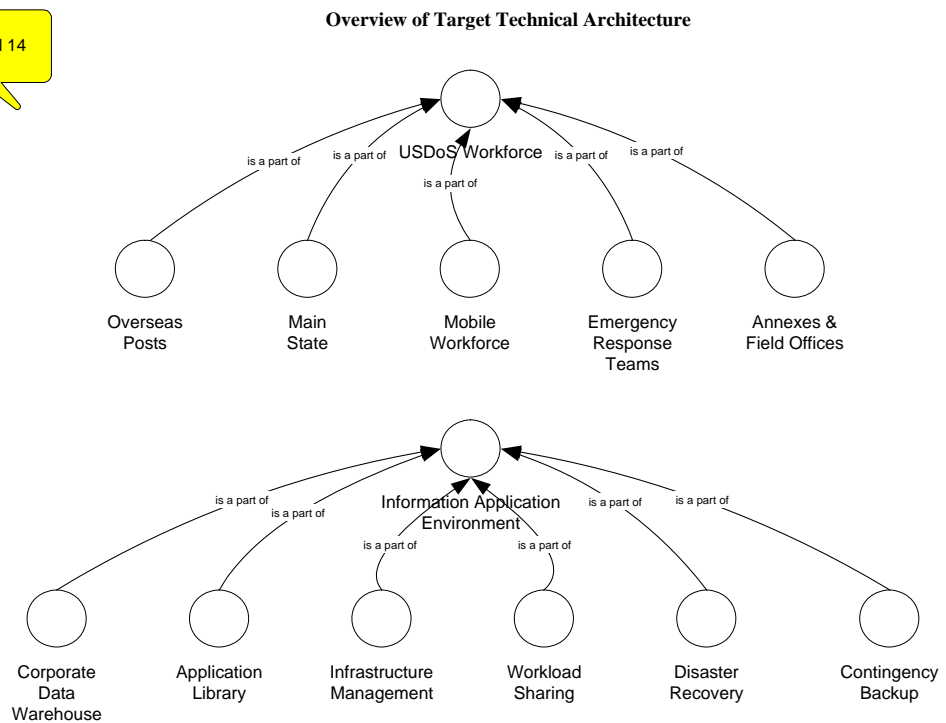 Overview of Target Technical Architecture
14
USDoS Workforce
is a part of
is a part of
is a part of
is a part of
is a part of
Overseas
Posts
Main
State
Mobile
Workforce
Emergency
Response
Teams
Annexes &
Field Offices
Information Application
Environment
is a part of
is a part of
is a part of
is a part of
is a part of
is a part of
Corporate
Data
Warehouse
Application
Library
Infrastructure
Management
Workload
Sharing
Disaster
Recovery
Contingency
Backup